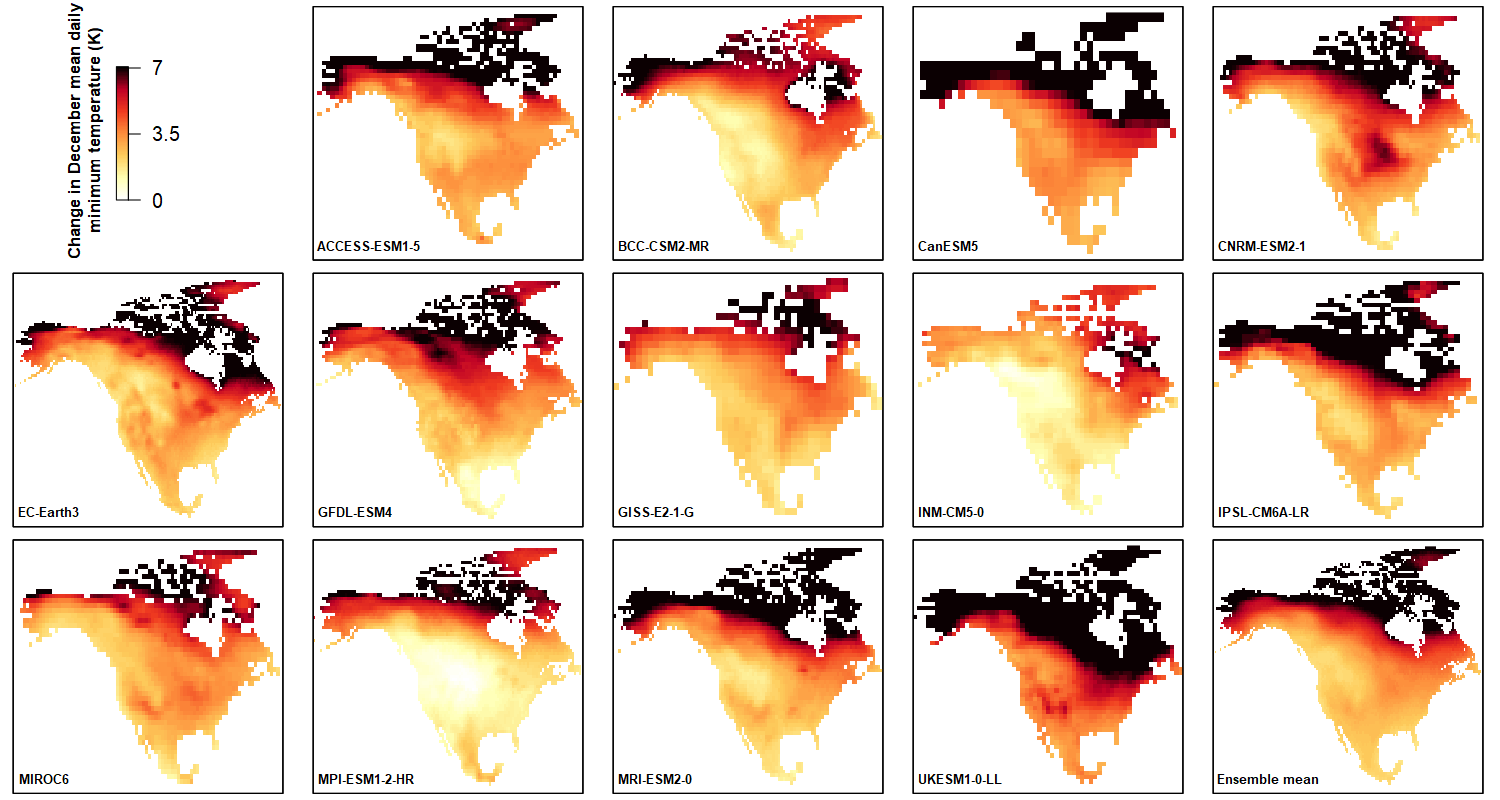 Change in December mean daily
minimum temperature (K)
7
3.5
0
ACCESS-ESM1-5
BCC-CSM2-MR
CanESM5
CNRM-ESM2-1
EC-Earth3
GFDL-ESM4
GISS-E2-1-G
INM-CM5-0
IPSL-CM6A-LR
MIROC6
MPI-ESM1-2-HR
MRI-ESM2-0
UKESM1-0-LL
Ensemble mean